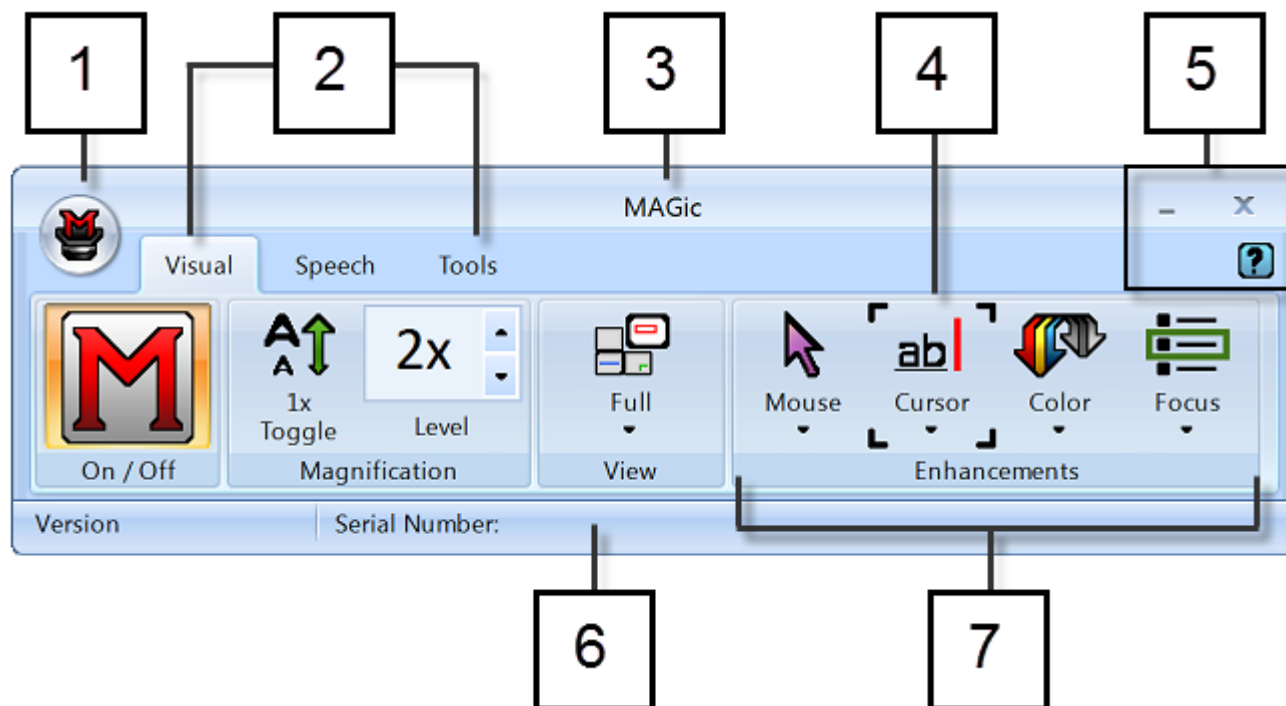 1 2 3 4 5
MAGic
Visual Speech Tools
M
2x
ab
1x
Toggle
Level
Full
Mouse Cursor Color Focus
On / Off Magnification View Enhancements
Version Serial Number:
6 7